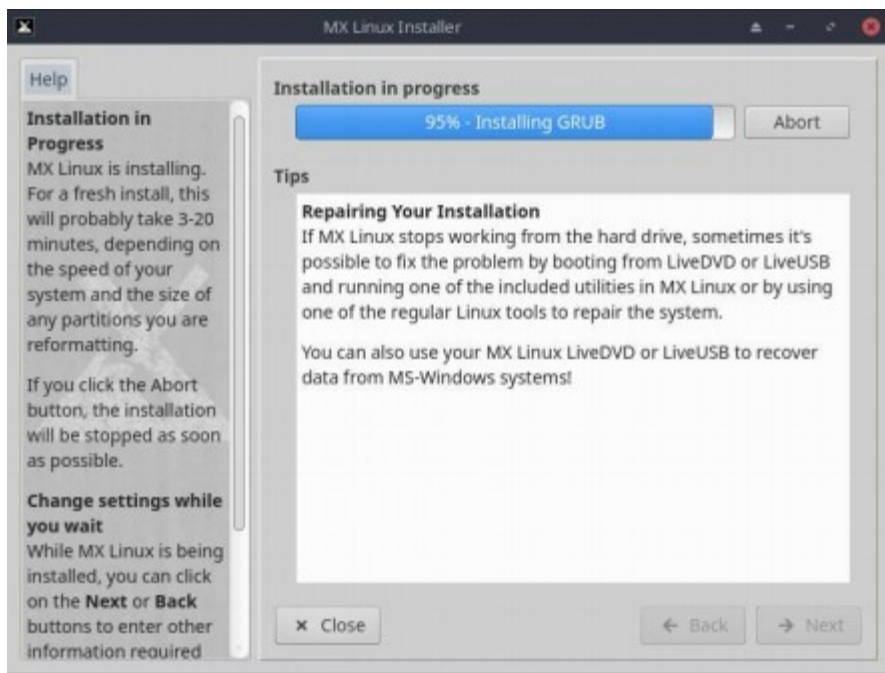 MX Linux Installer
Help
Installation in
Progress
MX Linux is installing.
For a fresh install, this
will probably take 3-20
minutes, depending on
the speed of your
system and the size of
any partitions you are
reformatting.
If you click the Abort
button, the installation
will be stopped as soon
as possible.
Change settings while
you wait
While MX Linux is being
installed, you can click
on the Next or Back
buttons to enter other
information required
Installation in progress
95% - Installing GRUB
Abort
Tips
Repairing Your Installation
If MX Linux stops working from the hard drive, sometimes it's
possible to fix the problem by booting from LiveDVD or LiveUSB
and running one of the included utilities in MX Linux or by using
one of the regular Linux tools to repair the system.
You can also use your MX Linux LiveDVD or LiveUSB to recover
data from MS-Windows systems!
Close
Back
Next